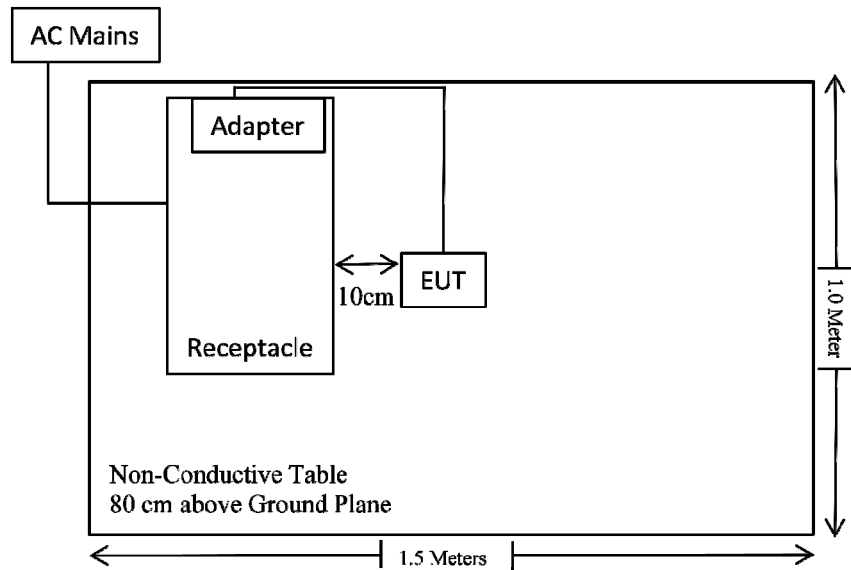 AC Mains
Adapter
10cm
EUT
Receptacle
1.0 Meter
Non-Conductive Table
80 cm above Ground Plane
1.5 Meters